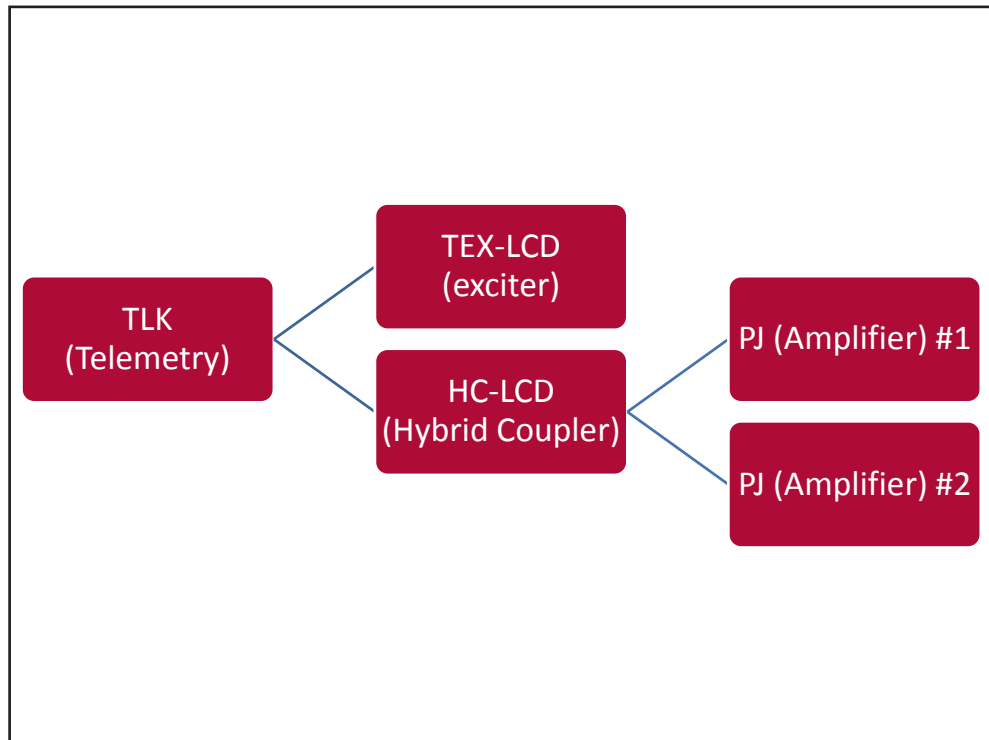 TLK
(Telemetry)
TEX-LCD
(exciter)
HC-LCD
(Hybrid Coupler)
PJ (Amplifier) #1
PJ (Amplifier) #2